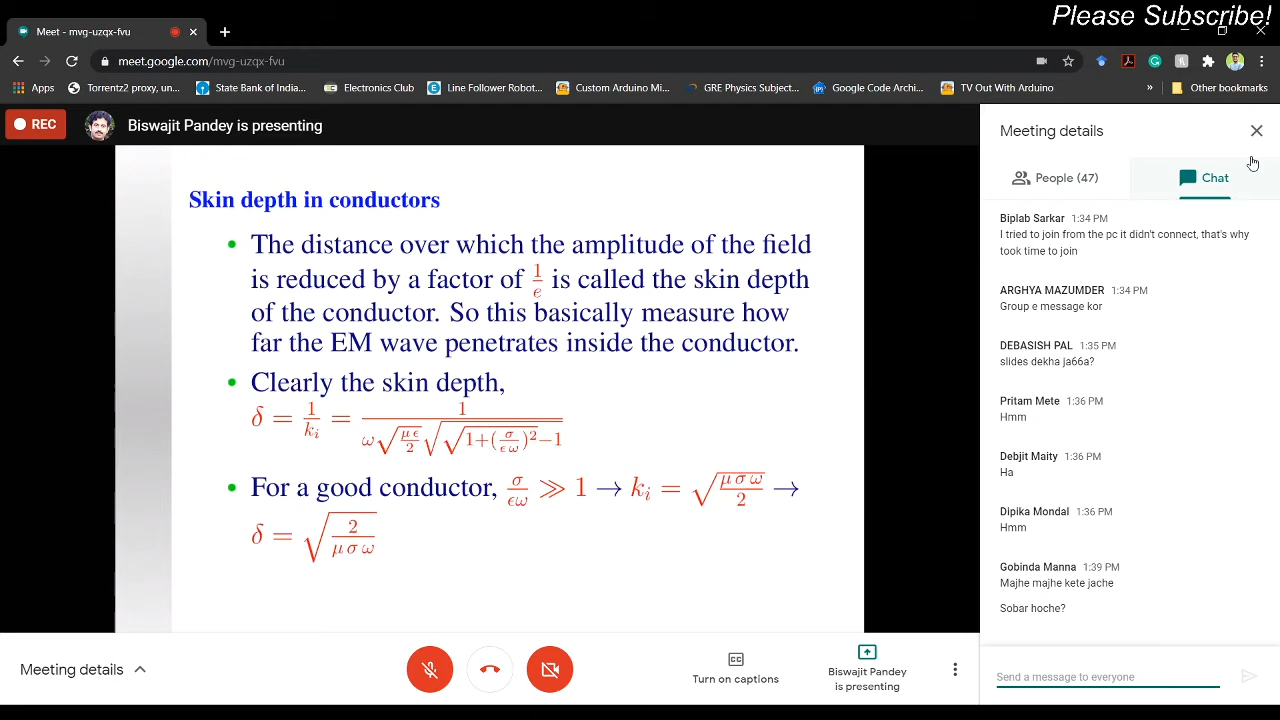 Please Subscribe!
Meet - mvg-uzqx-fvu
meet.google.com/mvg-uzqx-fvu
Apps Torrentz2 proxy, un... State Bank of India... Electronics Club Line Follower Robot... Custom Arduino Mi... GRE Physics Subject... Google Code Archi... TV Out With Arduino » Other bookmarks
REC Biswajit Pandey is presenting
Skin depth in conductors
• The distance over which the amplitude of the field
is reduced by a factor of 1/e is called the skin depth
of the conductor. So this basically measure how
far the EM wave penetrates inside the conductor.
• Clearly the skin depth,
δ = 1/k_i = 1/(ω√(μϵ/2) √(√(1+(σ/ϵω)²)−1))
• For a good conductor, σ/ϵω ≫ 1 → k_i = √(μσω/2) →
δ = √(2/μσω)
Meeting details
People (47) Chat
Biplab Sarkar 1:34 PM
I tried to join from the pc it didn't connect, that's why
took time to join
ARGHYA MAZUMDER 1:34 PM
Group e message kor
DEBASISH PAL 1:35 PM
slides dekha ja66a?
Pritam Mete 1:36 PM
Hmm
Debjit Maity 1:36 PM
Ha
Dipika Mondal 1:36 PM
Hmm
Gobinda Manna 1:39 PM
Majhe majhe kete jache
Sobar hoche?
Send a message to everyone
Meeting details
Turn on captions
Biswajit Pandey
is presenting